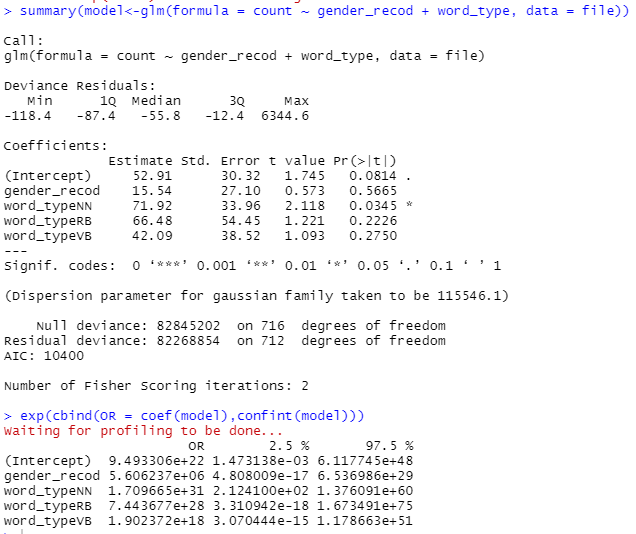 > summary(model<-glm(formula = count ~ gender_recod + word_type, data = file))
Call:
glm(formula = count ~ gender_recod + word_type, data = file)
Deviance Residuals:
Min 1Q Median 3Q Max
-118.4 -87.4 -55.8 -12.4 6344.6
Coefficients:
Estimate Std. Error t value Pr(>|t|)
(Intercept) 52.91 30.32 1.745 0.0814 .
gender_recod 15.54 27.10 0.573 0.5665
word_typeNN 71.92 33.96 2.118 0.0345 *
word_typeRB 66.48 54.45 1.221 0.2226
word_typeVB 42.09 38.52 1.093 0.2750
---
Signif. codes: 0 ‘***’ 0.001 ‘**’ 0.01 ‘*’ 0.05 ‘.’ 0.1 ‘ ’ 1
(Dispersion parameter for gaussian family taken to be 115546.1)
Null deviance: 82845202 on 716 degrees of freedom
Residual deviance: 82268854 on 712 degrees of freedom
AIC: 10400
Number of Fisher Scoring iterations: 2
> exp(cbind(OR = coef(model),confint(model)))
Waiting for profiling to be done...
OR 2.5 % 97.5 %
(Intercept) 9.493306e+22 1.473138e-03 6.117745e+48
gender_recod 5.606237e+06 4.808009e-17 6.536986e+29
word_typeNN 1.709665e+31 2.124100e+02 1.376091e+60
word_typeRB 7.443677e+28 3.310942e-18 1.673491e+75
word_typeVB 1.902372e+18 3.070444e-15 1.178663e+51